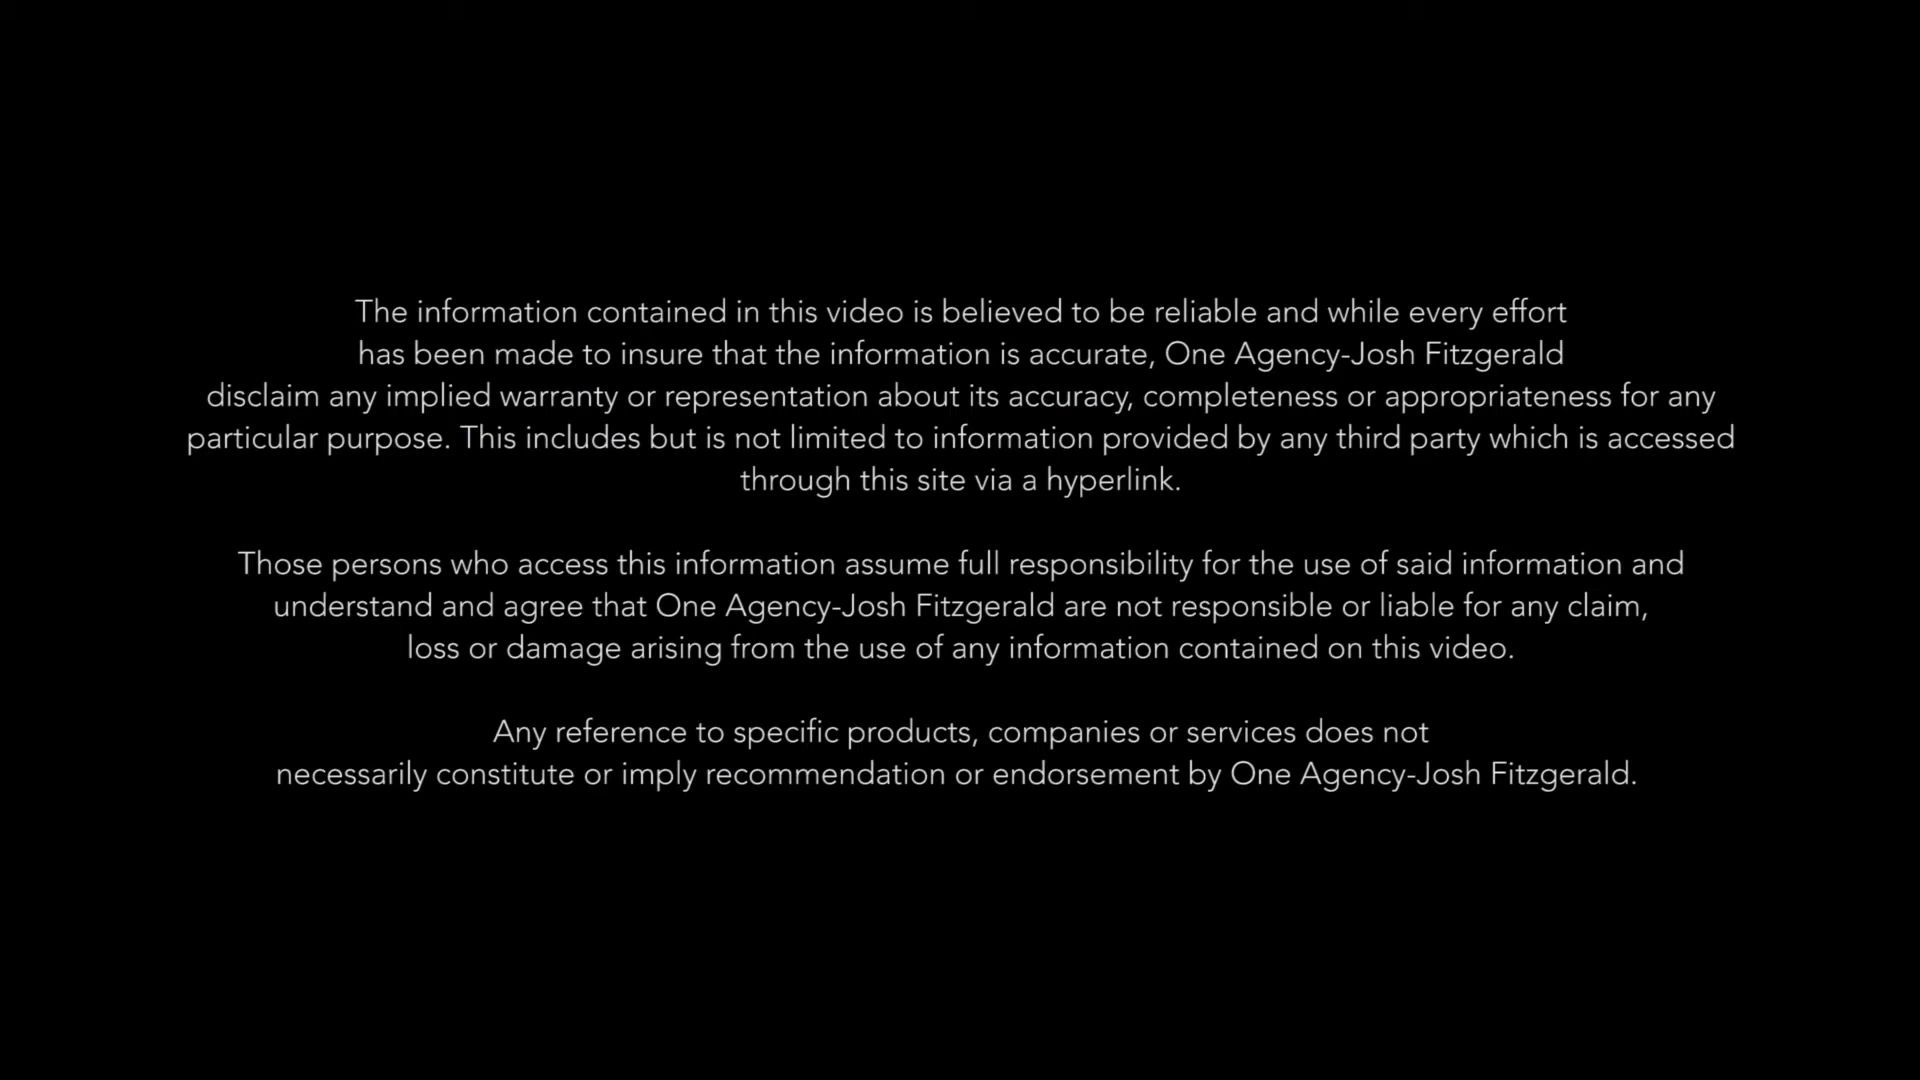 The information contained in this video is believed to be reliable and while every effort
has been made to insure that the information is accurate, One Agency-Josh Fitzgerald
disclaim any implied warranty or representation about its accuracy, completeness or appropriateness for any
particular purpose. This includes but is not limited to information provided by any third party which is accessed
through this site via a hyperlink.
Those persons who access this information assume full responsibility for the use of said information and
understand and agree that One Agency-Josh Fitzgerald are not responsible or liable for any claim,
loss or damage arising from the use of any information contained on this video.
Any reference to specific products, companies or services does not
necessarily constitute or imply recommendation or endorsement by One Agency-Josh Fitzgerald.